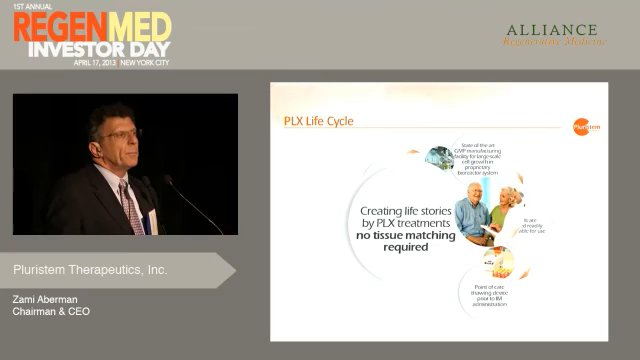 1ST ANNUAL
REGENMED
INVESTOR DAY
APRIL 17, 2013 | NEW YORK CITY
ALLIANCE
Regenerative Medicine
PLX Life Cycle
Pluristem
State of the art
GMP manufacturing
facility for large scale
cell growth in
proprietary
bioreactor system
Creating life stories
by PLX treatments
no tissue matching
required
Point of care
thawing device
prior to IM
administration
Pluristem Therapeutics, Inc.
Zami Aberman
Chairman & CEO